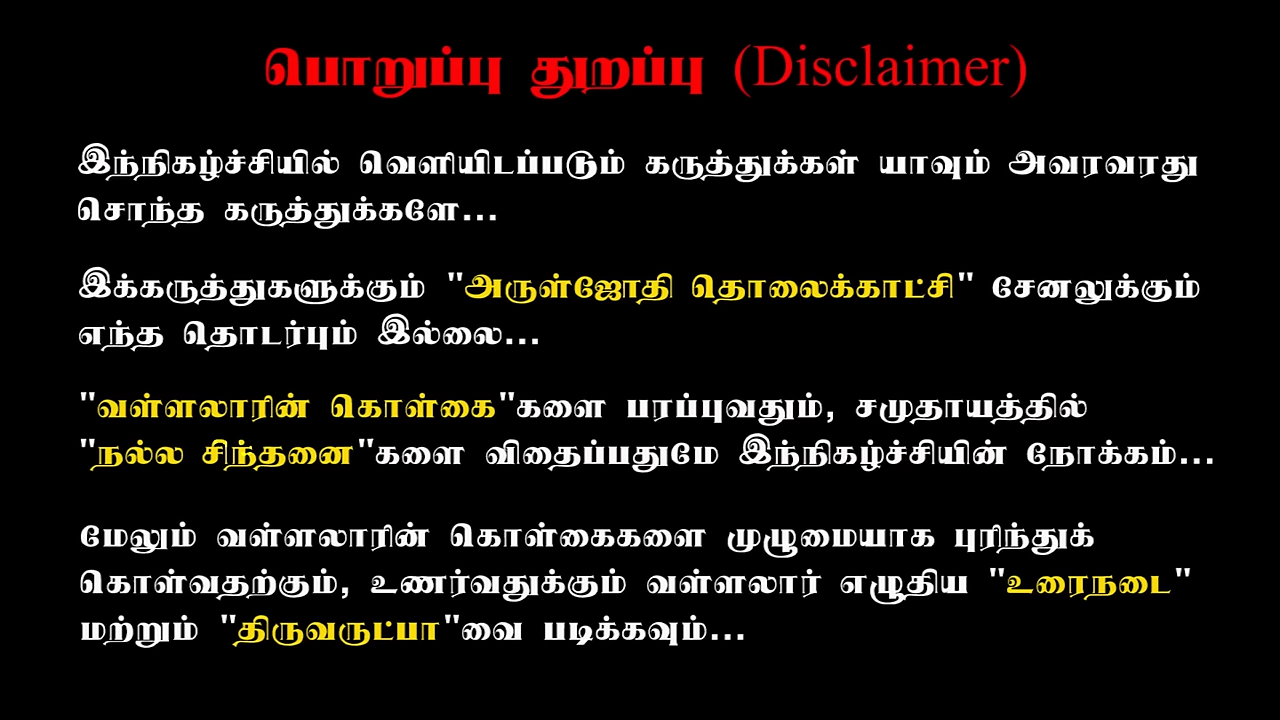 பொறுப்பு துறப்பு (Disclaimer)
இந்நிகழ்ச்சியில் வெளியிடப்படும் கருத்துக்கள் யாவும் அவரவரது
சொந்த கருத்துக்களே...
இக்கருத்துகளுக்கும் "அருள்ஜோதி தொலைக்காட்சி" சேனலுக்கும்
எந்த தொடர்பும் இல்லை...
"வள்ளலாரின் கொள்கை"களை பரப்புவதும், சமுதாயத்தில்
"நல்ல சிந்தனை"களை விதைப்பதுமே இந்நிகழ்ச்சியின் நோக்கம்...
மேலும் வள்ளலாரின் கொள்கைகளை முழுமையாக புரிந்துக்
கொள்வதற்கும், உணர்வதுக்கும் வள்ளலார் எழுதிய "உரைநடை"
மற்றும் "திருவருட்பா"வை படிக்கவும்...